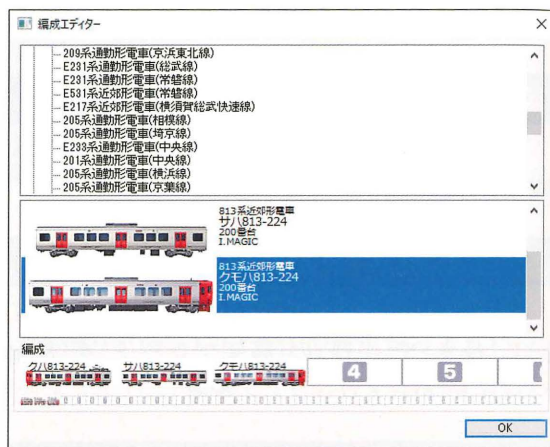 編成エディター
209系通勤形電車(京浜東北線)
E231系通勤形電車(総武線)
E231系通勤形電車(常磐線)
E531系近郊形電車(常磐線)
E217系近郊形電車(横須賀総武快速線)
205系通勤形電車(相模線)
205系通勤形電車(埼京線)
E233系通勤形電車(中央線)
201系通勤形電車(中央線)
205系通勤形電車(横浜線)
205系通勤形電車(京葉線)
813系近郊形電車
サハ813-224
200番台
I.MAGIC
813系近郊形電車
クモハ813-224
200番台
I.MAGIC
編成
クハ813-224 サハ813-224 クモハ813-224 4 5
OK